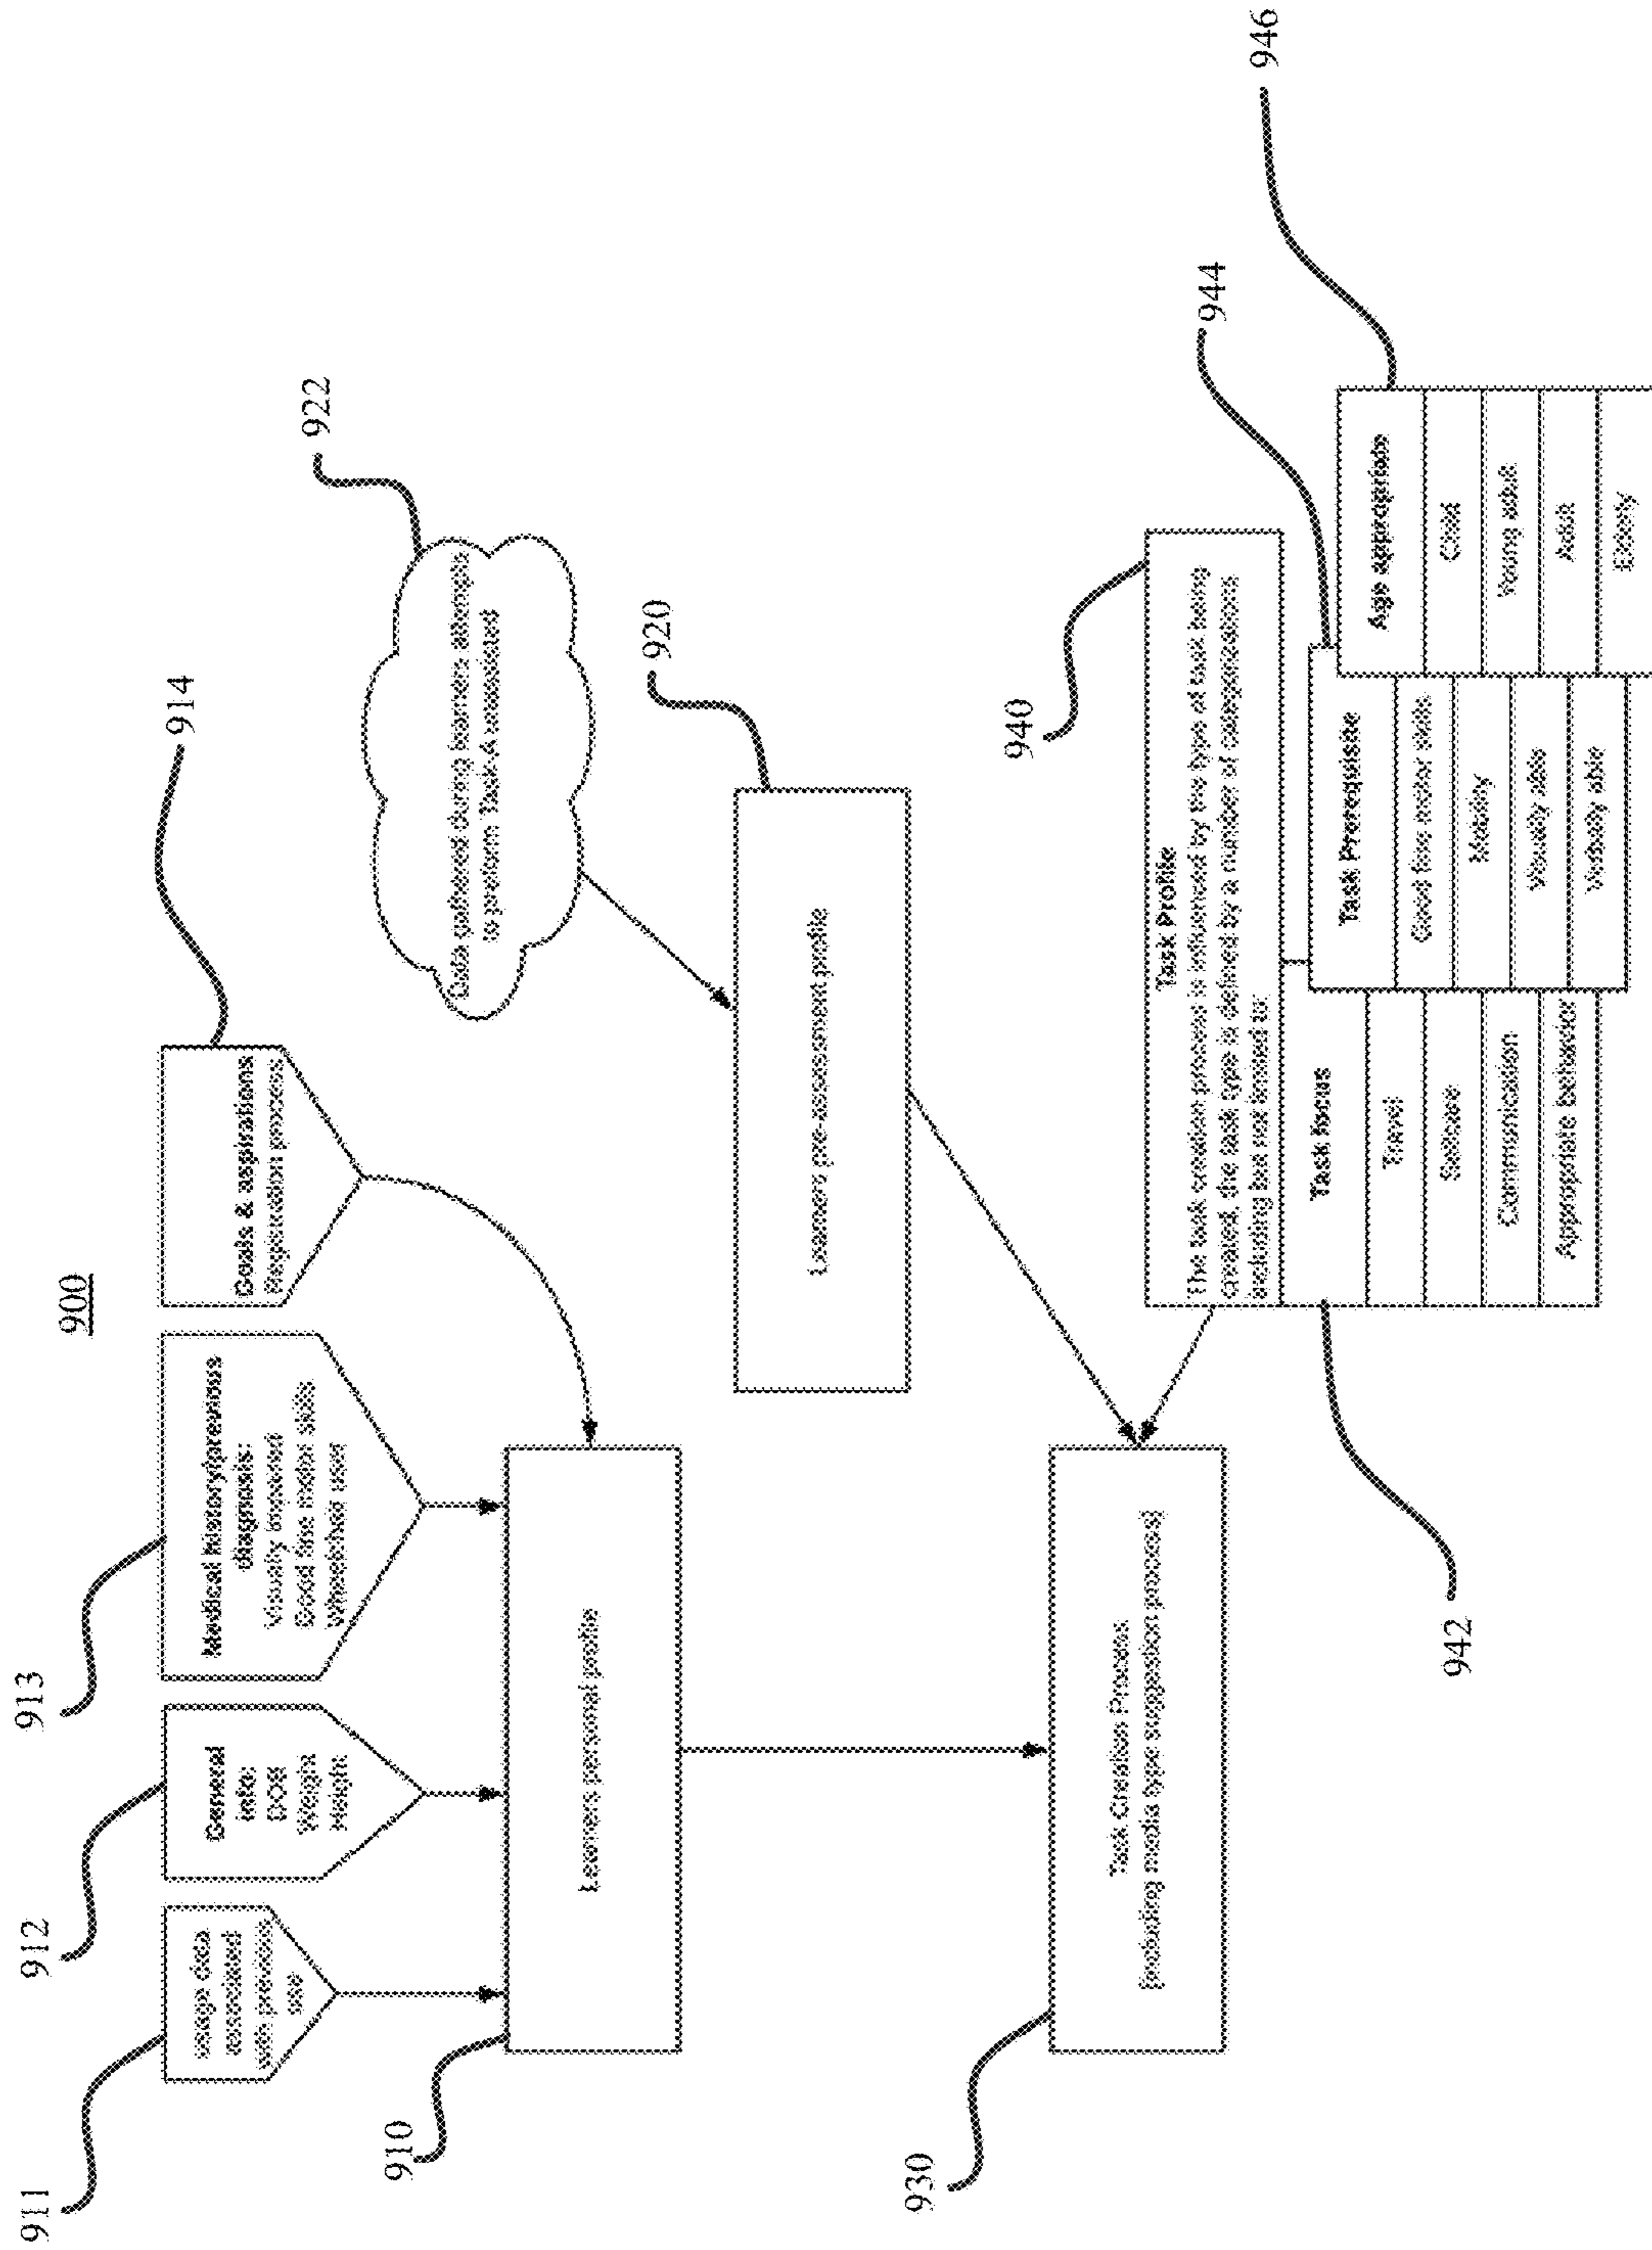 900
911
usage data
associated
with previous
use
912
General
info:
DOB
Weight
Height
913
Medical history/previous
diagnosis:
Visually impaired
Good fine motor skills
Wheelchair user
914
Goals & aspirations
Registration process
922
Data gathered during learners attempts
to preform Task A unassisted
910
Learners personal profile
920
Learners pre-assessment profile
930
Task Creation Process
[including media type suggestion process]
940
Task Profile
The task creation process is influenced by the type of task being
created, the task type is defined by a number of categorizations
including but not limited to:
942
Task focus
Travel
Selfcare
Communication
Appropriate behavior
944
Task Prerequisite
Good fine motor skills
Mobility
Visually able
Verbally able
946
Age appropriate
Child
Young adult
Adult
Elderly